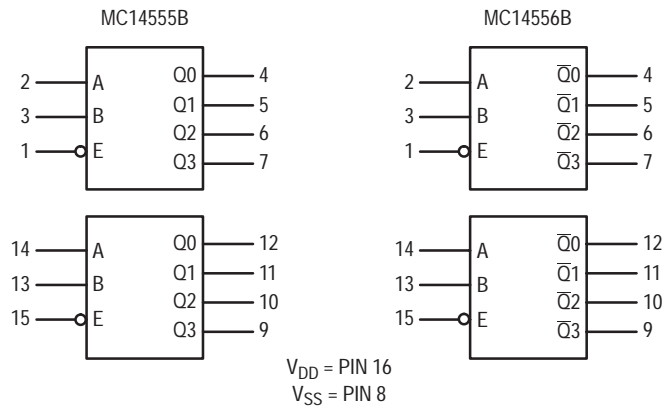 MC14555B
2 A Q0 4
Q1 5
3 B
Q2 6
1 E
Q3 7
14 A Q0 12
Q1 11
13 B
Q2 10
15 E
Q3 9
MC14556B
2 A Q̅0 4
Q̅1 5
3 B
Q̅2 6
1 E
Q̅3 7
14 A Q̅0 12
Q̅1 11
13 B
Q̅2 10
15 E
Q̅3 9
VDD = PIN 16
VSS = PIN 8